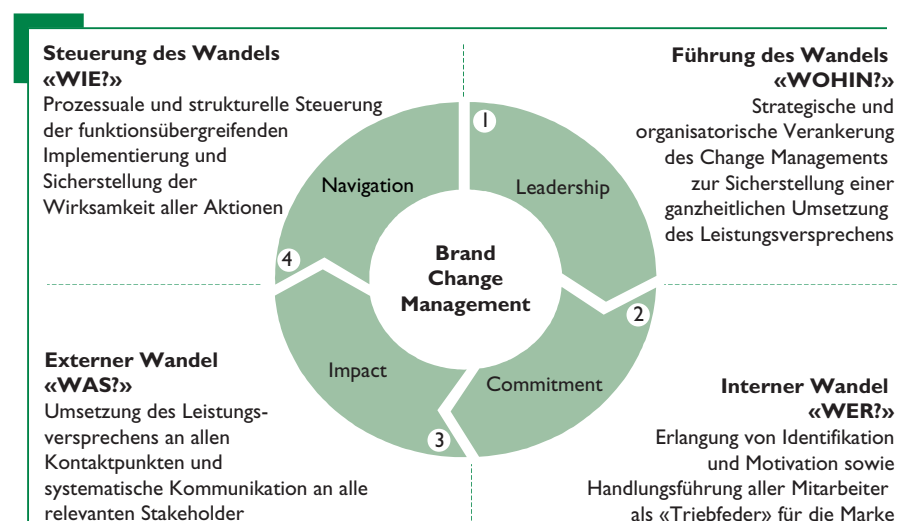 Steuerung des Wandels
«WIE?»
Prozessuale und strukturelle Steuerung
der funktionsübergreifenden
Implementierung und
Sicherstellung der
Wirksamkeit aller Aktionen
Führung des Wandels
«WOHIN?»
Strategische und
organisatorische Verankerung
des Change Managements
zur Sicherstellung einer
ganzheitlichen Umsetzung
des Leistungsversprechens
1
Navigation
Leadership
Brand
Change
Management
4
2
Impact
Commitment
3
Externer Wandel
«WAS?»
Umsetzung des Leistungs-
versprechens an allen
Kontaktpunkten und
systematische Kommunikation an alle
relevanten Stakeholder
Interner Wandel
«WER?»
Erlangung von Identifikation
und Motivation sowie
Handlungsführung aller Mitarbeiter
als «Triebfeder» für die Marke